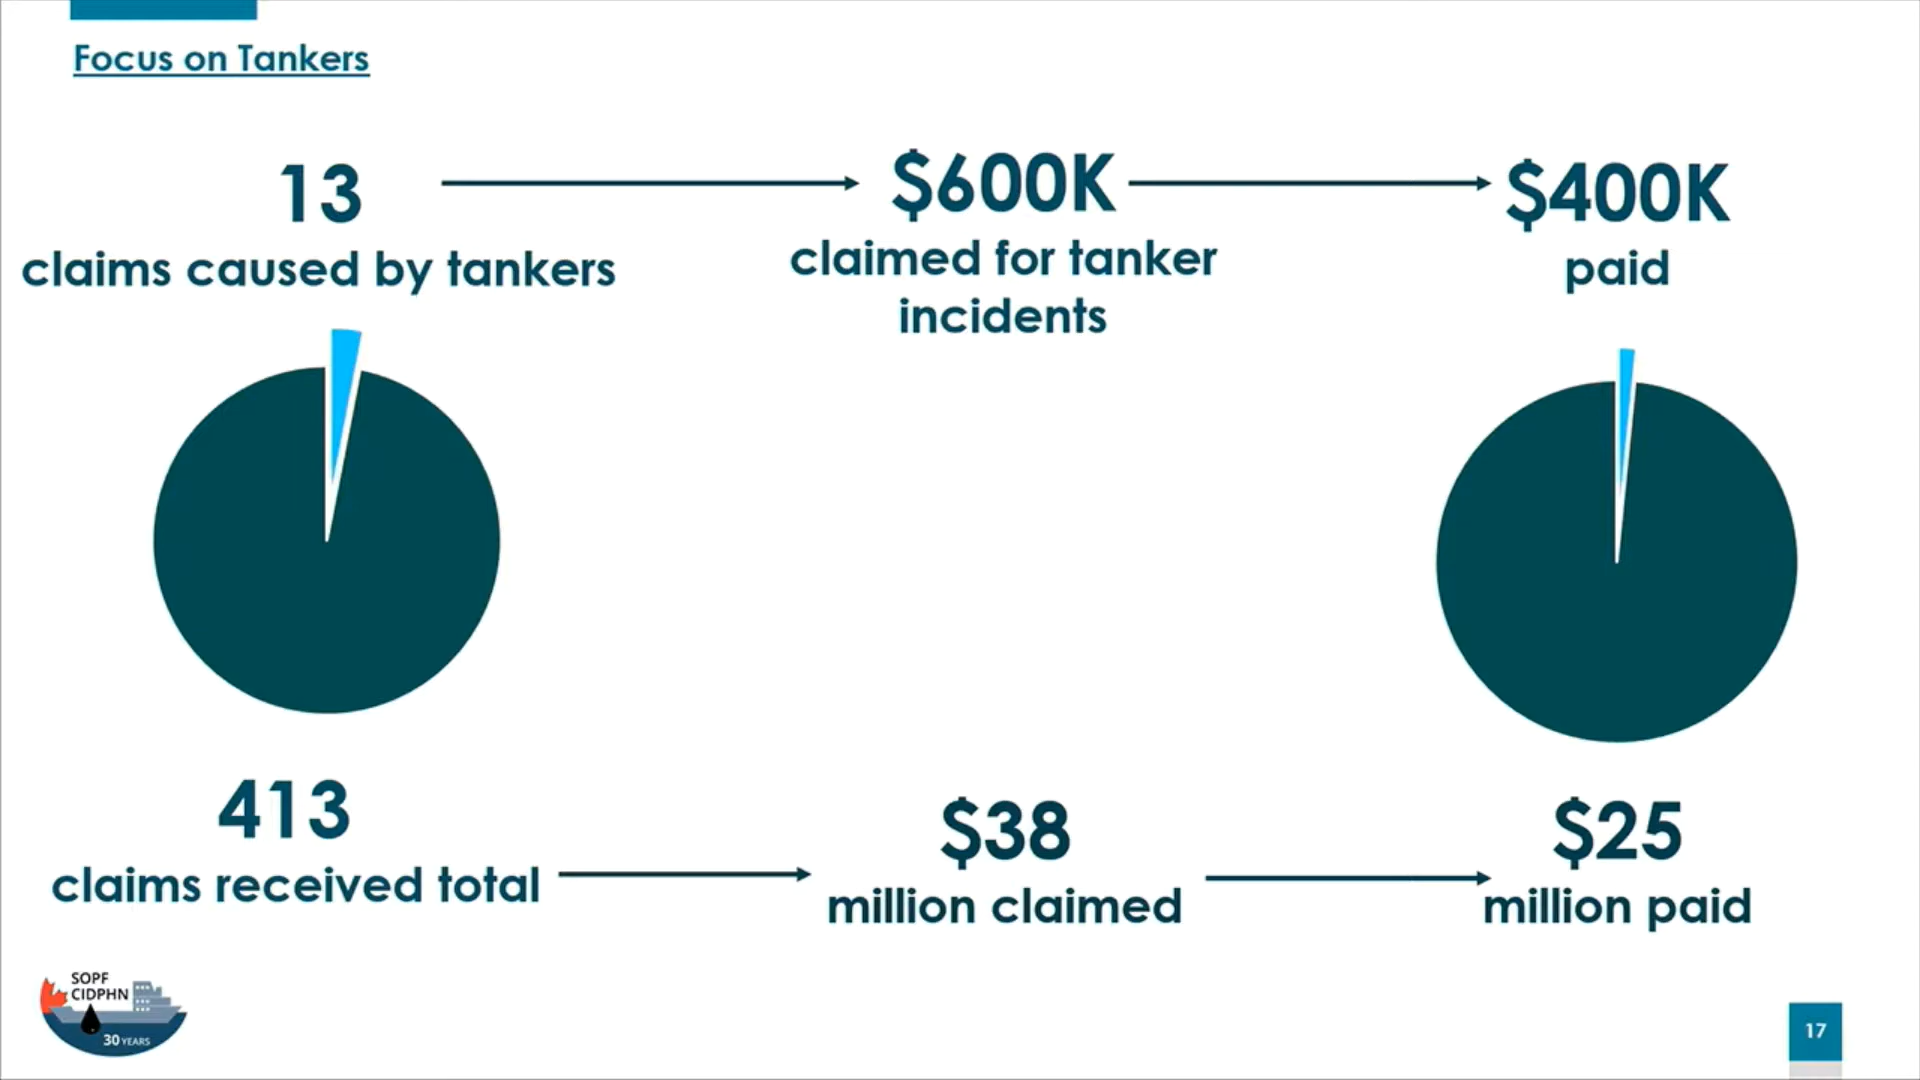 Focus on Tankers
13
claims caused by tankers
$600K
claimed for tanker
incidents
$400K
paid
413
claims received total
$38
million claimed
$25
million paid
SOPF
CIDPHN
30 YEARS
17